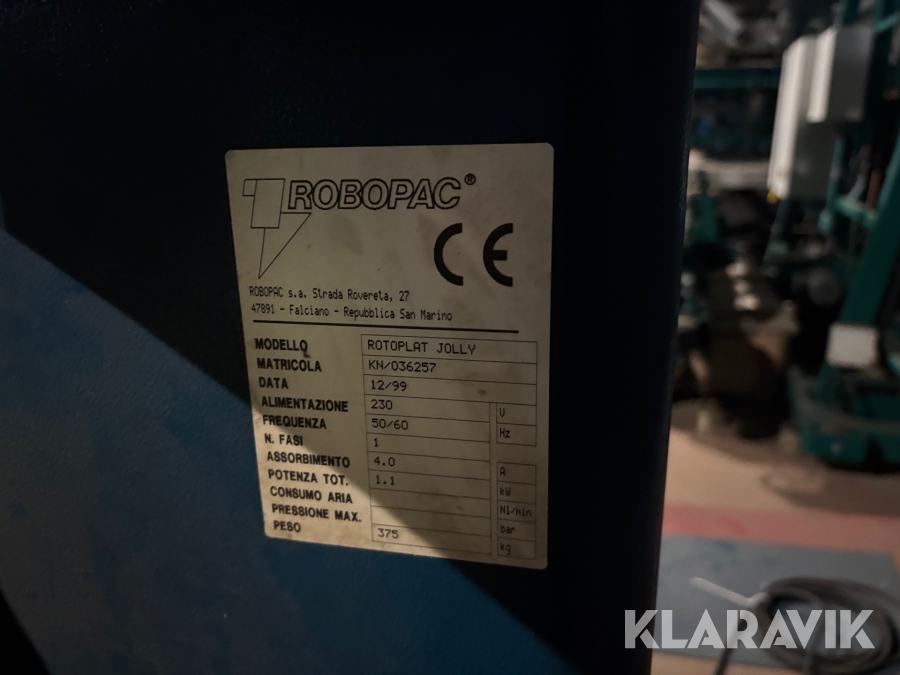 ROBOPAC®
CE
ROBOPAC s.a. Strada Rovereta, 27
47891 - Falciano - Repubblica San Marino
MODELLO ROTOPLAT JOLLY
MATRICOLA KN/036257
DATA 12/99
ALIMENTAZIONE 230 V
FREQUENZA 50/60 Hz
N. FASI 1
ASSORBIMENTO 4.0 A
POTENZA TOT. 1.1 kW
CONSUMO ARIA Nl/min
PRESSIONE MAX. bar
PESO 375 kg
KLARAVIK